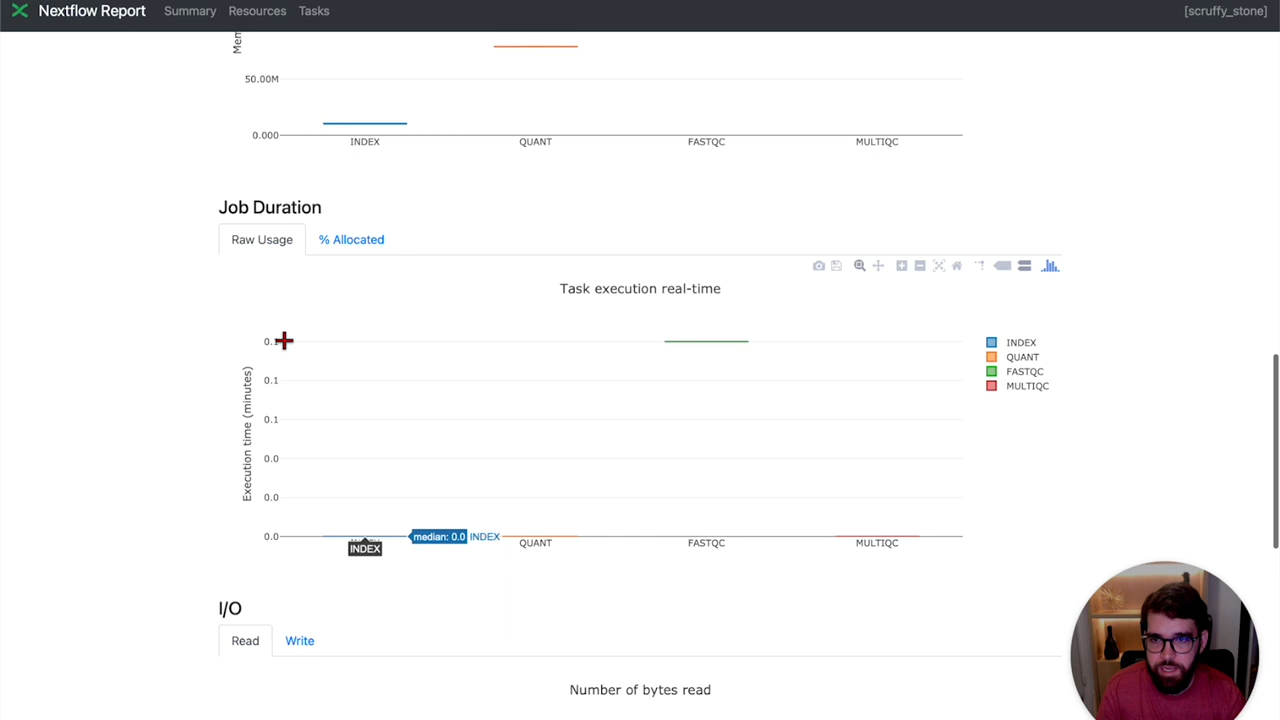 Nextflow Report Summary Resources Tasks [scruffy_stone]
50.00M
0.000
INDEX QUANT FASTQC MULTIQC
Job Duration
Raw Usage % Allocated
Task execution real-time
0.1
0.1
0.1
0.0
0.0
0.0
Execution time (minutes)
INDEX
QUANT
FASTQC
MULTIQC
median: 0.0 INDEX
INDEX QUANT FASTQC MULTIQC
I/O
Read Write
Number of bytes read